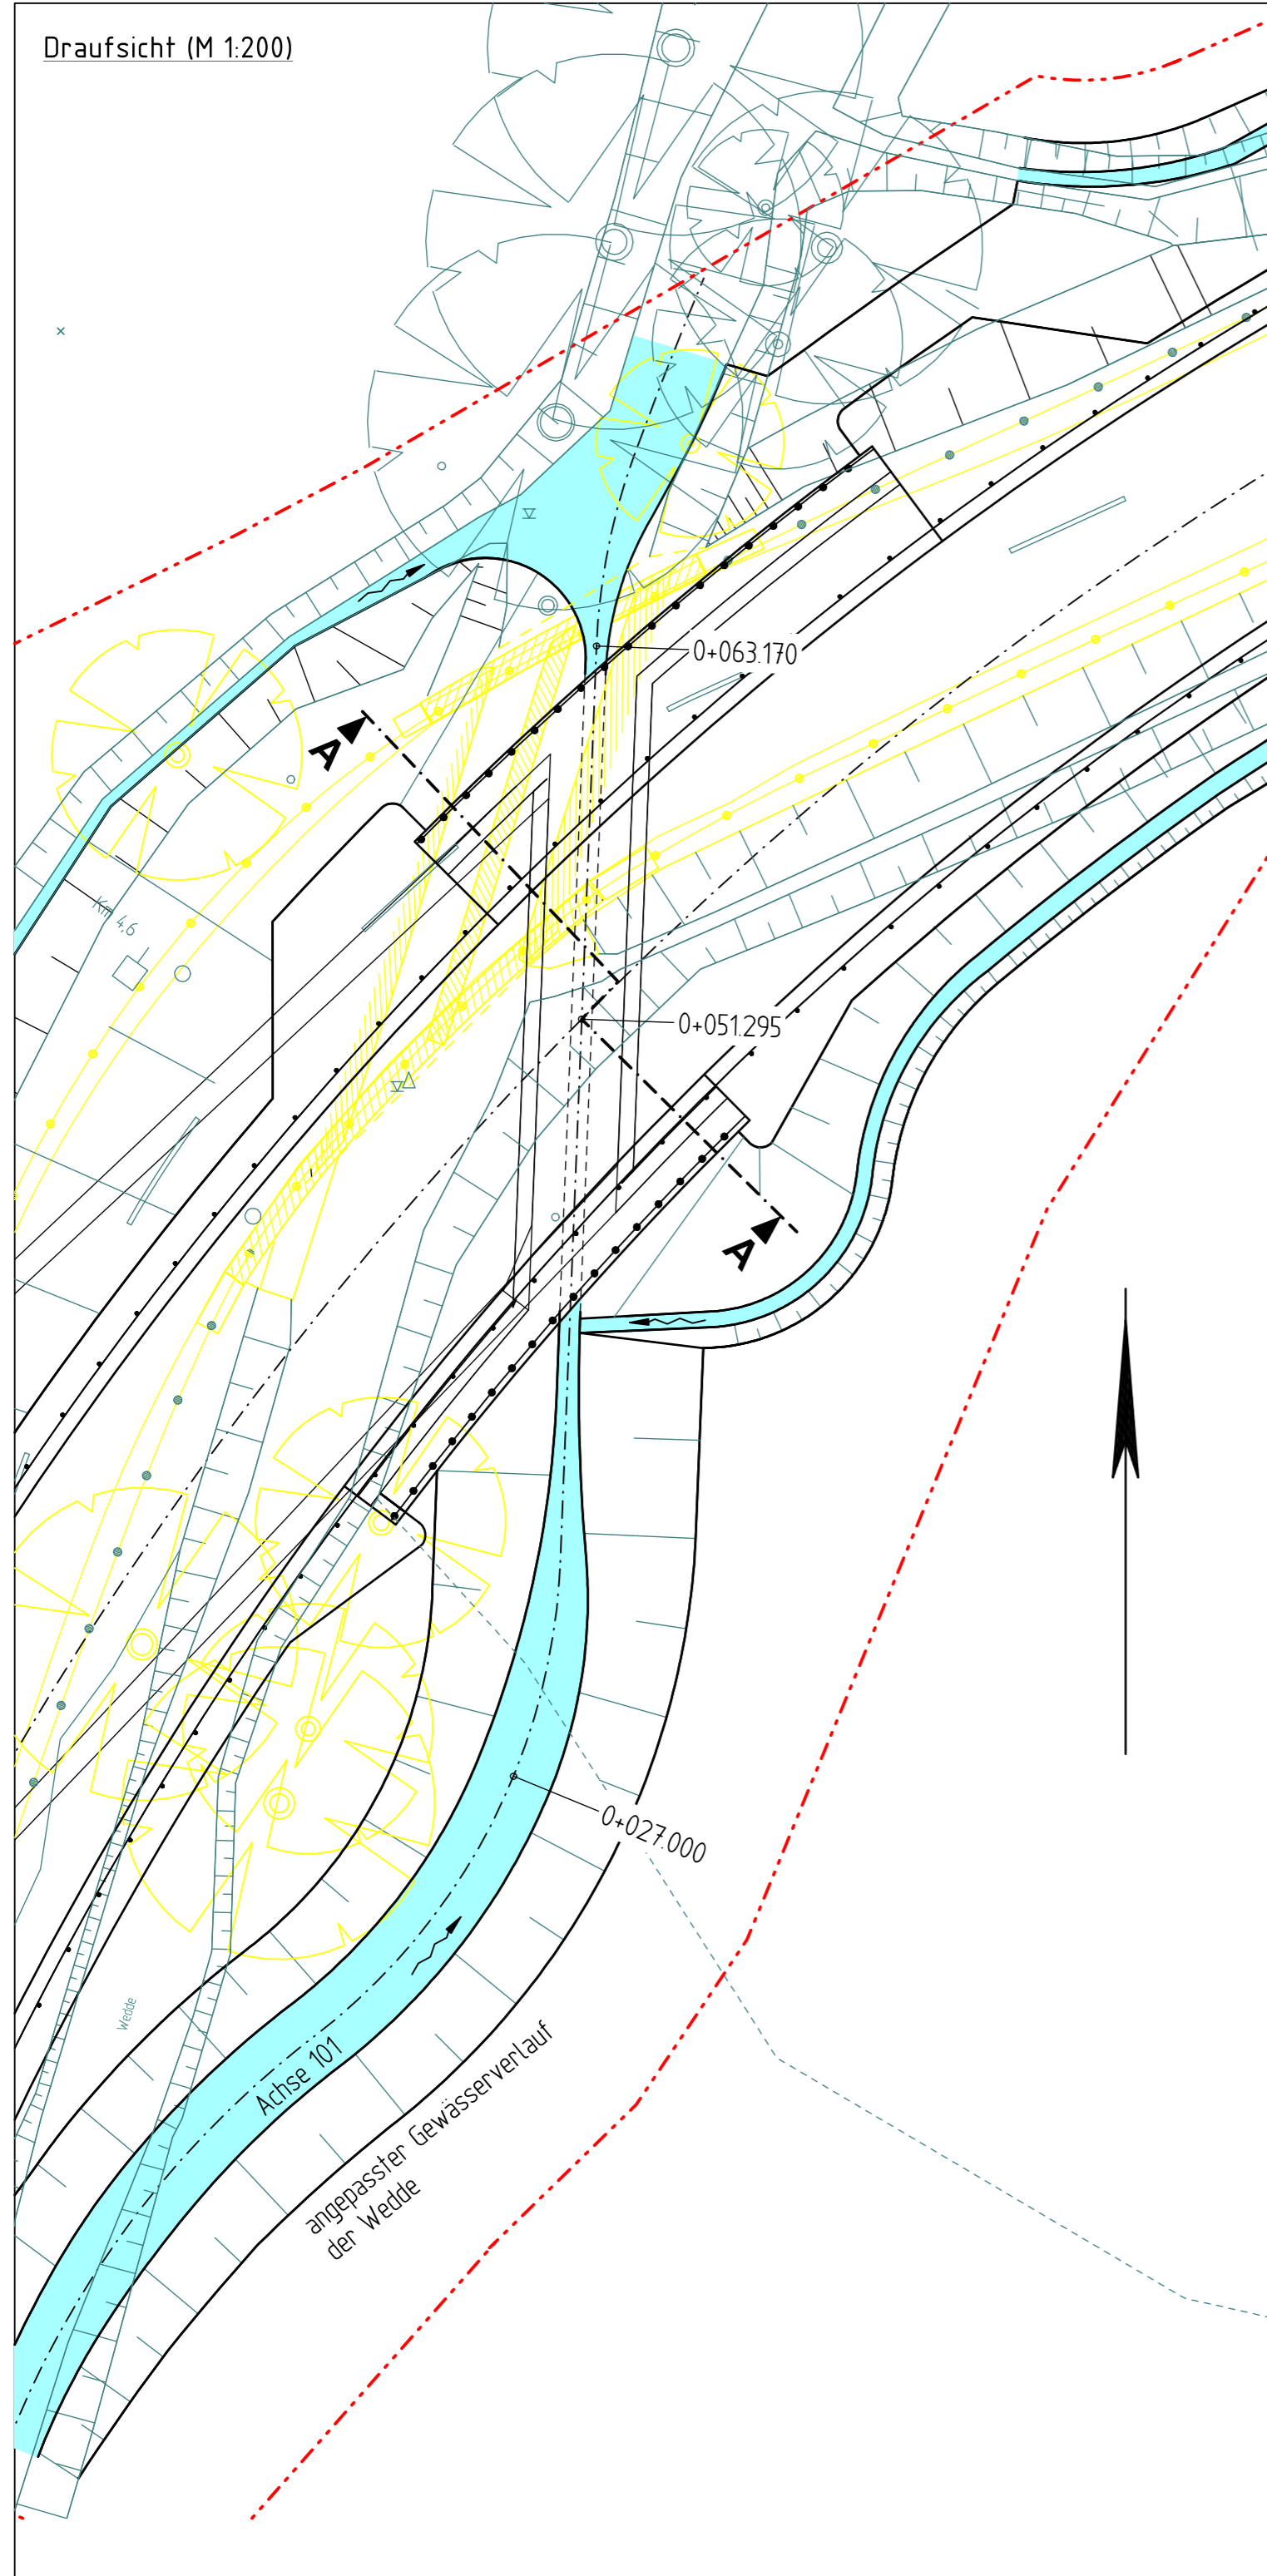 Draufsicht (M 1:200)
0+063.170
A
Km 4,6
0+051.295
A
0+027.000
Wedde
Achse 101
angepasster Gewässerverlauf
der Wedde